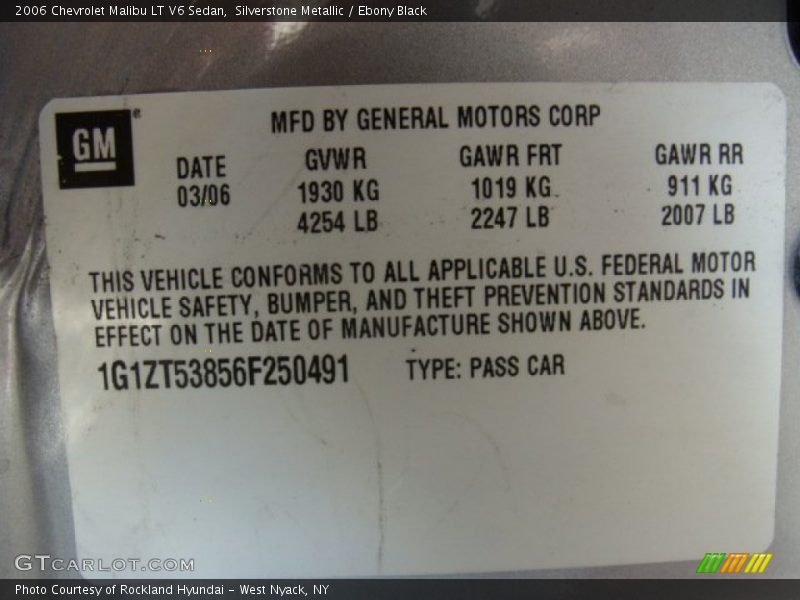 2006 Chevrolet Malibu LT V6 Sedan, Silverstone Metallic / Ebony Black
GM ®
MFD BY GENERAL MOTORS CORP
DATE GVWR GAWR FRT GAWR RR
03/06 1930 KG 1019 KG 911 KG
4254 LB 2247 LB 2007 LB
THIS VEHICLE CONFORMS TO ALL APPLICABLE U.S. FEDERAL MOTOR
VEHICLE SAFETY, BUMPER, AND THEFT PREVENTION STANDARDS IN
EFFECT ON THE DATE OF MANUFACTURE SHOWN ABOVE.
1G1ZT53856F250491 TYPE: PASS CAR
GTCARLOT.COM
Photo Courtesy of Rockland Hyundai - West Nyack, NY